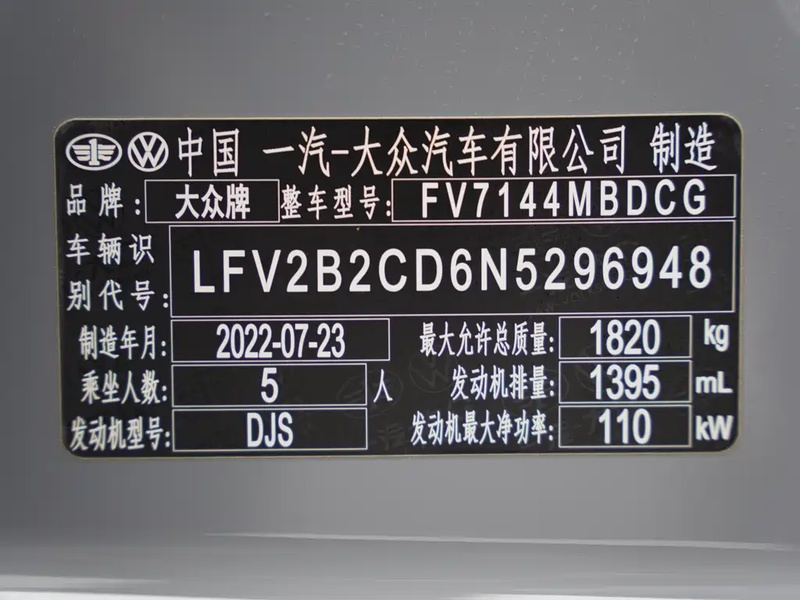 中国 一汽-大众汽车有限公司 制造
品牌: 大众牌 整车型号: FV7144MBDCG
车辆识别代号: LFV2B2CD6N5296948
制造年月: 2022-07-23 最大允许总质量: 1820 kg
乘坐人数: 5 人 发动机排量: 1395 mL
发动机型号: DJS 发动机最大净功率: 110 kW